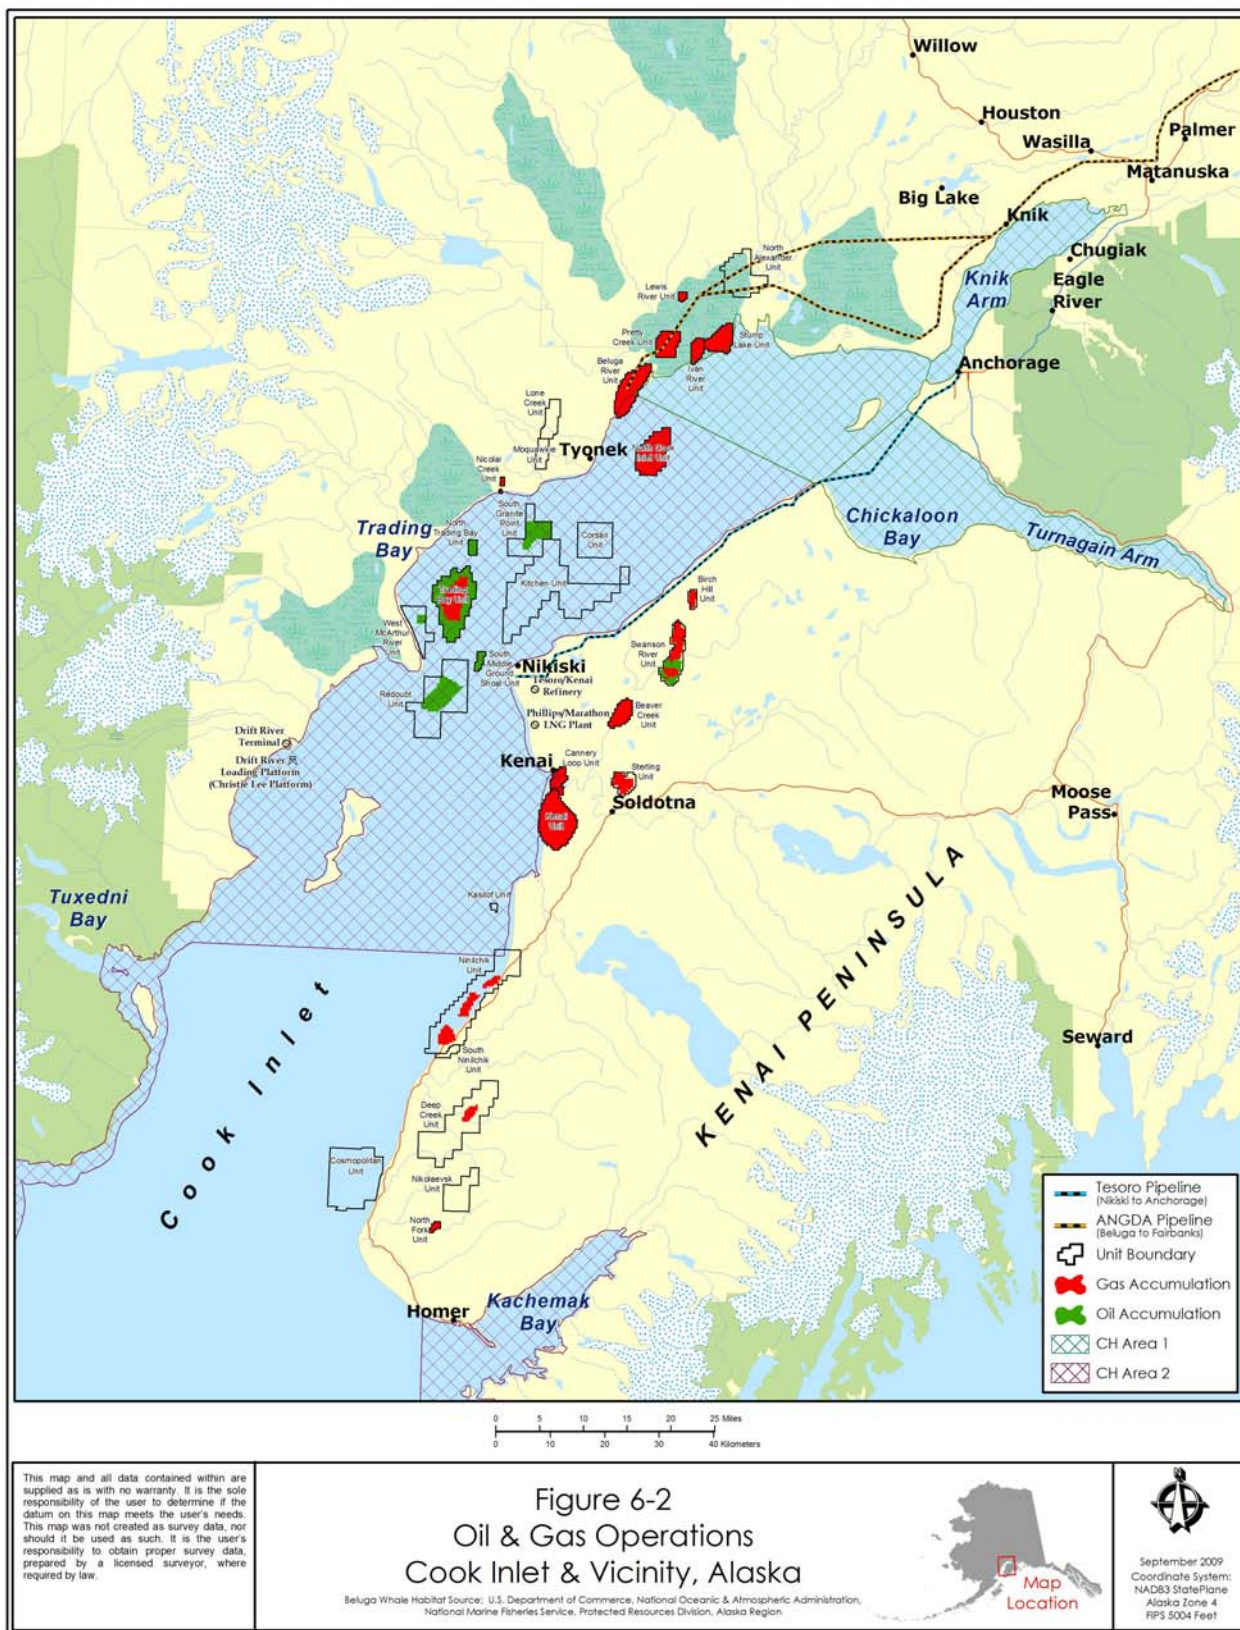 Willow
Houston
Wasilla
Palmer
Matanuska
Big Lake
Knik
Chugiak
Eagle
River
Knik
Arm
North
Alexander
Unit
Lewis
River Unit
Pretty
Creek Unit
Stump
Lake Unit
Ivan
River
Unit
Beluga
River
Unit
Anchorage
Lone
Creek
Unit
Moquawkie
Unit
Tyonek
North Cook
Inlet Unit
Nicolai
Creek
Unit
South
Granite
Point
Unit
Corsair
Unit
Trading
Bay
North
Trading Bay
Unit
Chickaloon
Bay
Turnagain Arm
Kitchen Unit
Birch
Hill
Unit
Trading
Bay Unit
West
McArthur
River
Unit
Swanson
River
Unit
South
Middle
Ground
Shoal Unit
Nikiski
Tesoro/Kenai
Refinery
Redoubt
Unit
Phillips/Marathon
LNG Plant
Beaver
Creek
Unit
Drift River
Terminal
Drift River
Loading Platform
(Christie Lee Platform)
Kenai
Cannery
Loop Unit
Sterling
Unit
Soldotna
Kenai
Unit
Moose
Pass
Tuxedni
Bay
Kasilof Unit
KENAI PENINSULA
Cook Inlet
Ninilchik
Unit
South
Ninilchik
Unit
Seward
Deep
Creek
Unit
Cosmopolitan
Unit
Nikolaevsk
Unit
North
Fork
Unit
Homer
Kachemak
Bay
Tesoro Pipeline
(Nikiski to Anchorage)
ANGDA Pipeline
(Beluga to Fairbanks)
Unit Boundary
Gas Accumulation
Oil Accumulation
CH Area 1
CH Area 2
0 5 10 15 20 25 Miles
0 10 20 30 40 Kilometers
This map and all data contained within are
supplied as is with no warranty. It is the sole
responsibility of the user to determine if the
datum on this map meets the user's needs.
This map was not created as survey data, nor
should it be used as such. It is the user's
responsibility to obtain proper survey data,
prepared by a licensed surveyor, where
required by law.
Figure 6-2
Oil & Gas Operations
Cook Inlet & Vicinity, Alaska
Beluga Whale Habitat Source: U.S. Department of Commerce, National Oceanic & Atmospheric Administration,
National Marine Fisheries Service, Protected Resources Division, Alaska Region
Map
Location
September 2009
Coordinate System:
NAD83 StatePlane
Alaska Zone 4
FIPS 5004 Feet